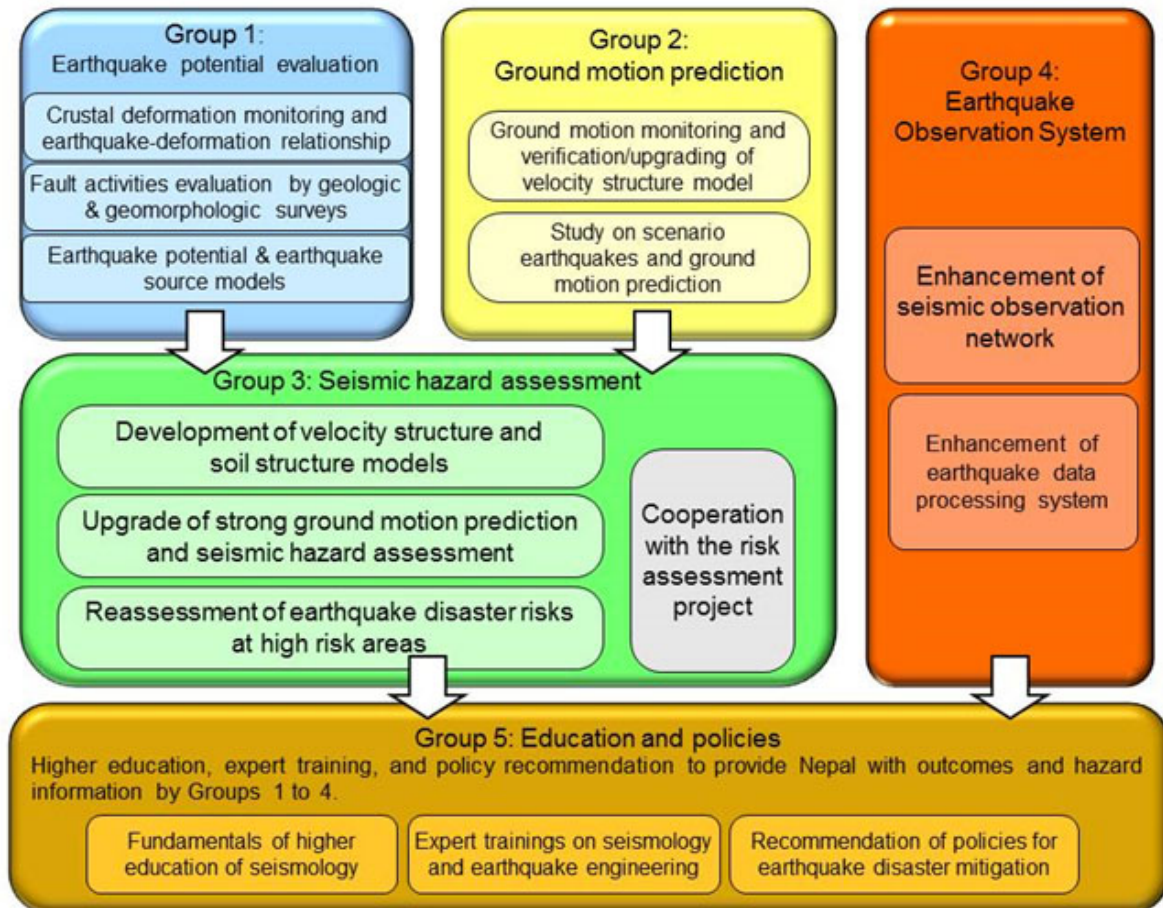 Group 1:
Earthquake potential evaluation
Crustal deformation monitoring and
earthquake-deformation relationship
Fault activities evaluation by geologic
& geomorphologic surveys
Earthquake potential & earthquake
source models
Group 2:
Ground motion prediction
Ground motion monitoring and
verification/upgrading of
velocity structure model
Study on scenario
earthquakes and ground
motion prediction
Group 4:
Earthquake
Observation System
Enhancement of
seismic observation
network
Enhancement of
earthquake data
processing system
Group 3: Seismic hazard assessment
Development of velocity structure and
soil structure models
Upgrade of strong ground motion prediction
and seismic hazard assessment
Reassessment of earthquake disaster risks
at high risk areas
Cooperation
with the risk
assessment
project
Group 5: Education and policies
Higher education, expert training, and policy recommendation to provide Nepal with outcomes and hazard
information by Groups 1 to 4.
Fundamentals of higher
education of seismology
Expert trainings on seismology
and earthquake engineering
Recommendation of policies for
earthquake disaster mitigation